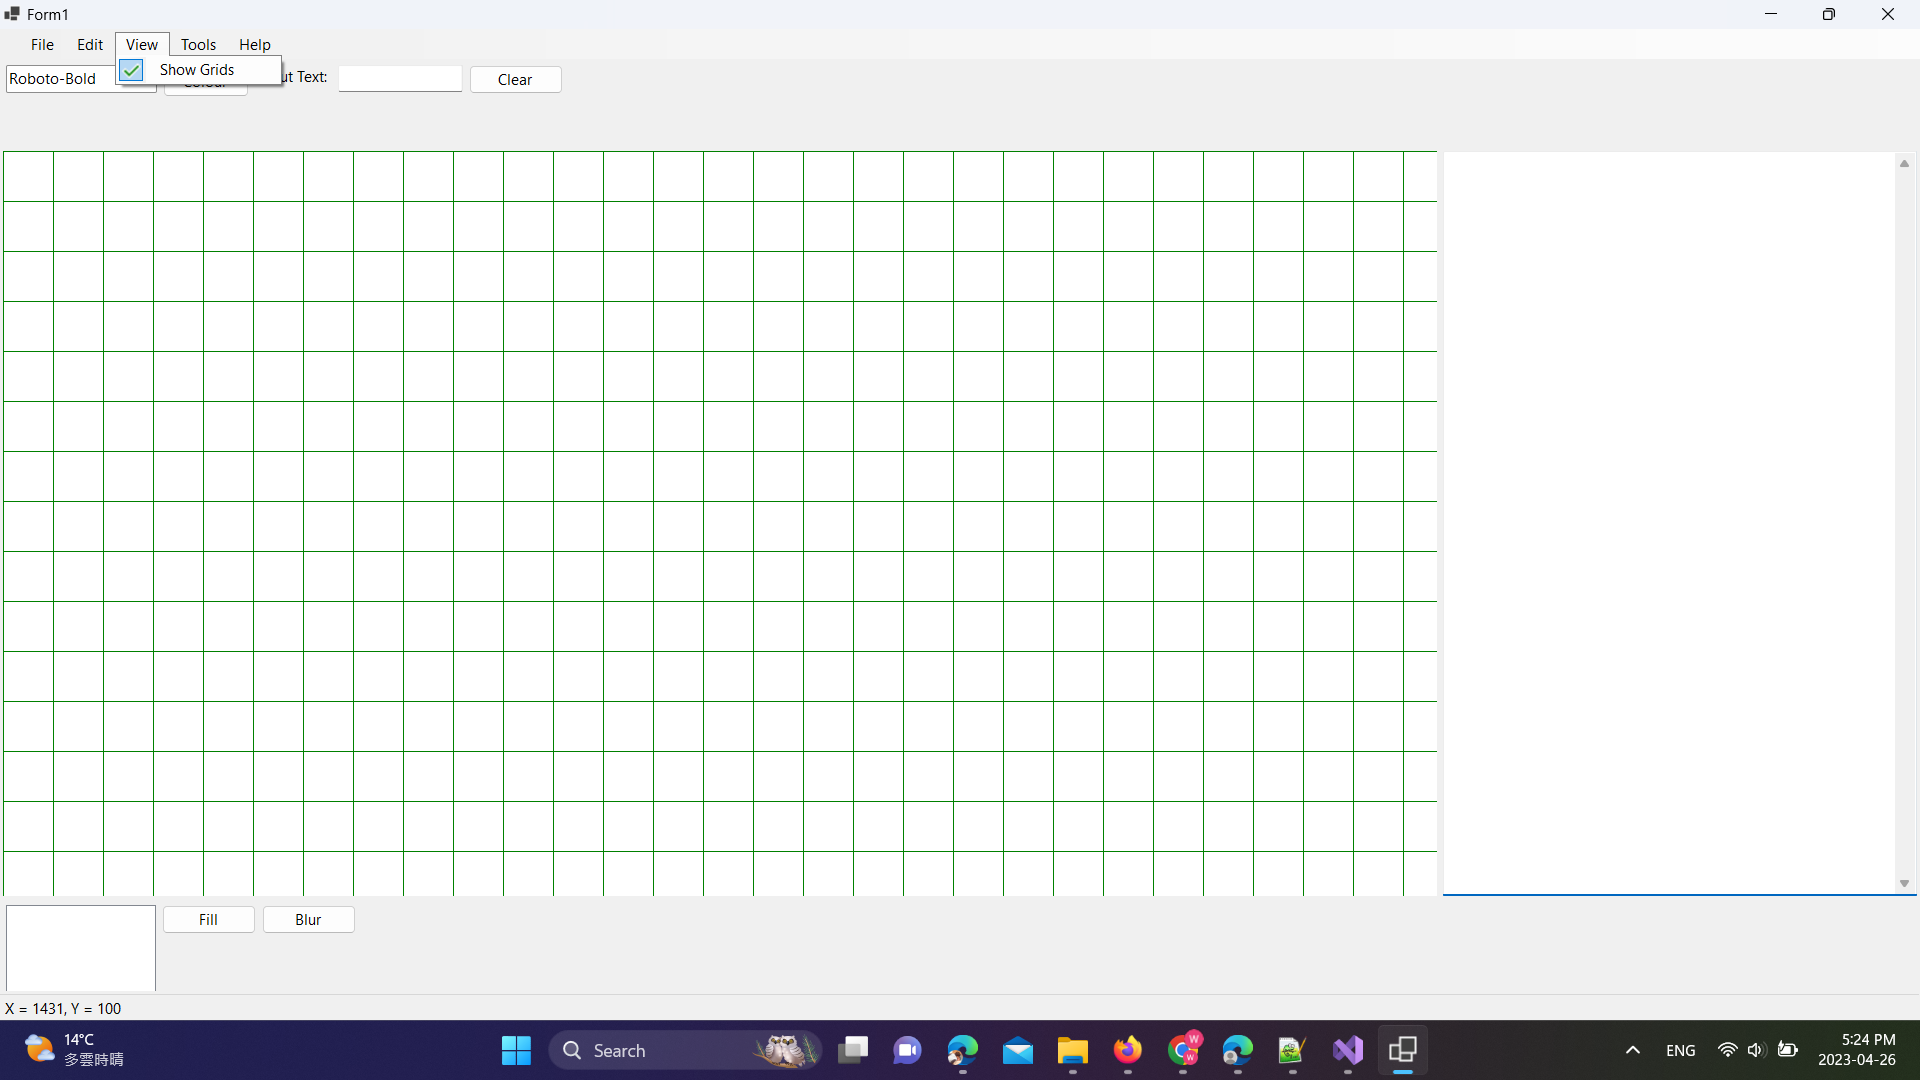 Form1
File Edit View Tools Help
Show Grids
Roboto-Bold
Colour
ut Text:
Clear
Fill
Blur
X = 1431, Y = 100
14°C
多雲時晴
Search
W
W
ENG
5:24 PM
2023-04-26